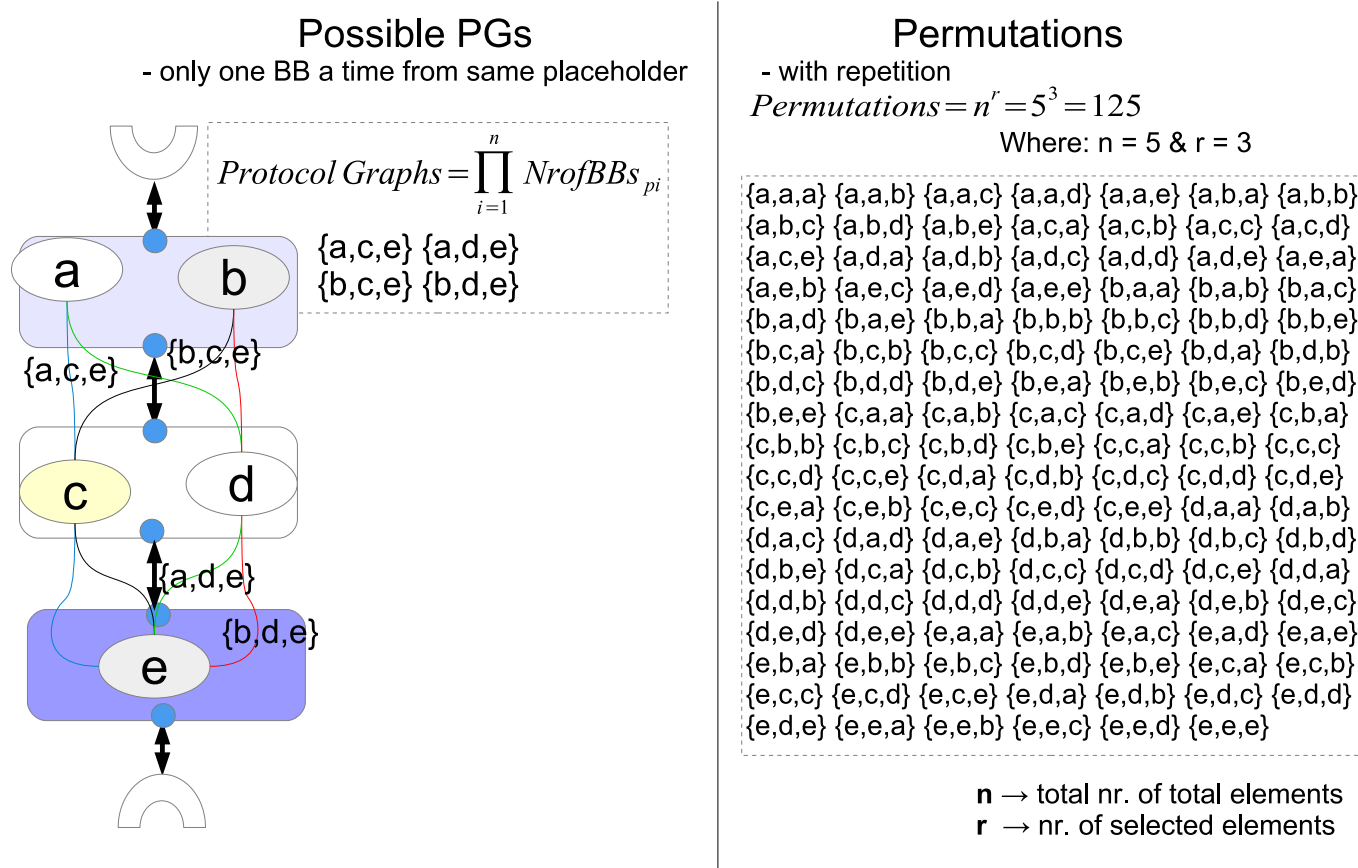 Possible PGs
- only one BB a time from same placeholder
Protocol Graphs = ∏ NrofBBs pi
n
i=1
{a,c,e} {a,d,e}
{b,c,e} {b,d,e}
a
b
{a,c,e}
{b,c,e}
c
d
{a,d,e}
{b,d,e}
e
Permutations
- with repetition
Permutations = n^r = 5^3 = 125
Where: n = 5 & r = 3
{a,a,a} {a,a,b} {a,a,c} {a,a,d} {a,a,e} {a,b,a} {a,b,b}
{a,b,c} {a,b,d} {a,b,e} {a,c,a} {a,c,b} {a,c,c} {a,c,d}
{a,c,e} {a,d,a} {a,d,b} {a,d,c} {a,d,d} {a,d,e} {a,e,a}
{a,e,b} {a,e,c} {a,e,d} {a,e,e} {b,a,a} {b,a,b} {b,a,c}
{b,a,d} {b,a,e} {b,b,a} {b,b,b} {b,b,c} {b,b,d} {b,b,e}
{b,c,a} {b,c,b} {b,c,c} {b,c,d} {b,c,e} {b,d,a} {b,d,b}
{b,d,c} {b,d,d} {b,d,e} {b,e,a} {b,e,b} {b,e,c} {b,e,d}
{b,e,e} {c,a,a} {c,a,b} {c,a,c} {c,a,d} {c,a,e} {c,b,a}
{c,b,b} {c,b,c} {c,b,d} {c,b,e} {c,c,a} {c,c,b} {c,c,c}
{c,c,d} {c,c,e} {c,d,a} {c,d,b} {c,d,c} {c,d,d} {c,d,e}
{c,e,a} {c,e,b} {c,e,c} {c,e,d} {c,e,e} {d,a,a} {d,a,b}
{d,a,c} {d,a,d} {d,a,e} {d,b,a} {d,b,b} {d,b,c} {d,b,d}
{d,b,e} {d,c,a} {d,c,b} {d,c,c} {d,c,d} {d,c,e} {d,d,a}
{d,d,b} {d,d,c} {d,d,d} {d,d,e} {d,e,a} {d,e,b} {d,e,c}
{d,e,d} {d,e,e} {e,a,a} {e,a,b} {e,a,c} {e,a,d} {e,a,e}
{e,b,a} {e,b,b} {e,b,c} {e,b,d} {e,b,e} {e,c,a} {e,c,b}
{e,c,c} {e,c,d} {e,c,e} {e,d,a} {e,d,b} {e,d,c} {e,d,d}
{e,d,e} {e,e,a} {e,e,b} {e,e,c} {e,e,d} {e,e,e}
n → total nr. of total elements
r → nr. of selected elements